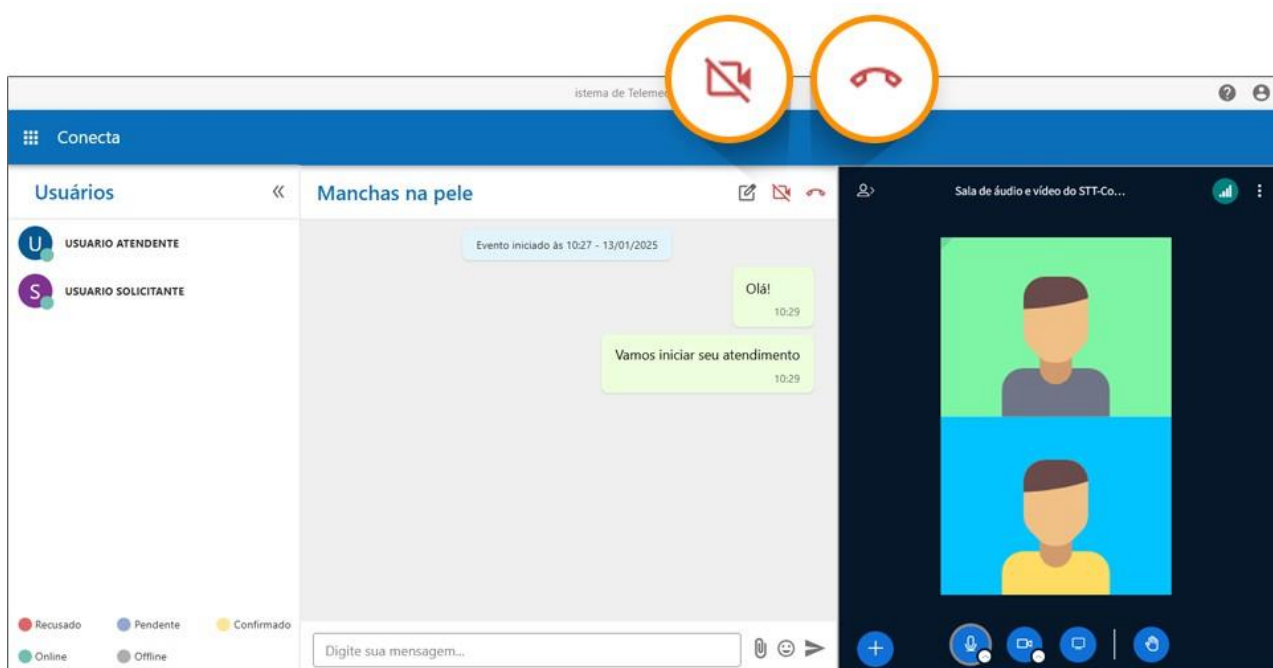 istema de Teleme
Conecta
Usuários
Manchas na pele
Sala de áudio e vídeo do STT-Co...
U
USUARIO ATENDENTE
S
USUARIO SOLICITANTE
Evento iniciado às 10:27 - 13/01/2025
Olá!
10:29
Vamos iniciar seu atendimento
10:29
Recusado
Pendente
Confirmado
Online
Offline
Digite sua mensagem...